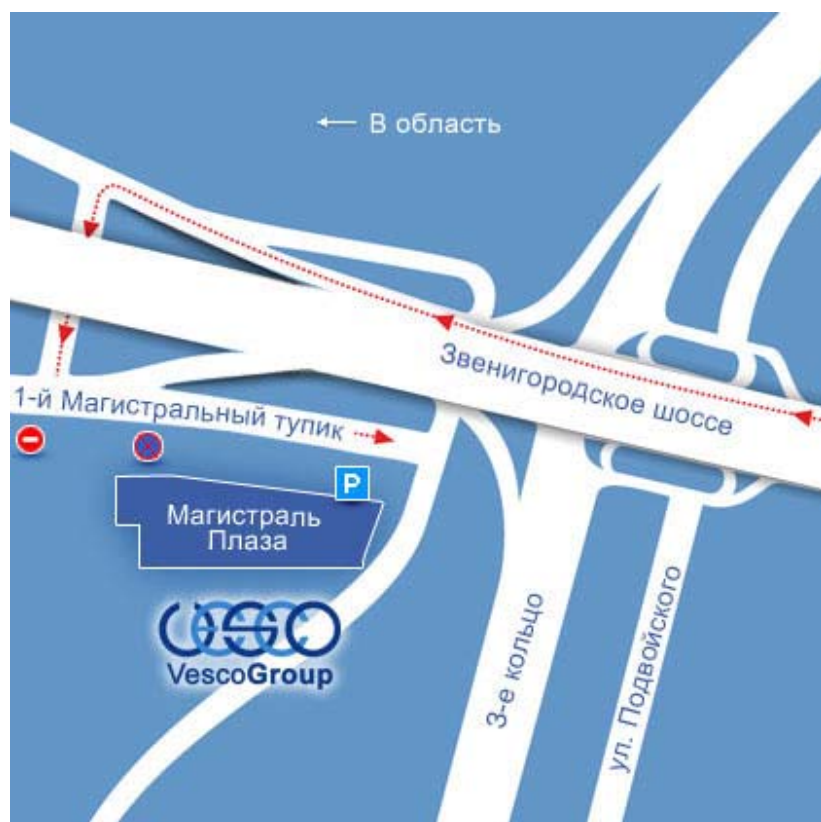 ← В область
Звенигородское шоссе
1-й Магистральный тупик
P
Магистраль
Плаза
VescoGroup
3-е кольцо
ул. Подвойского